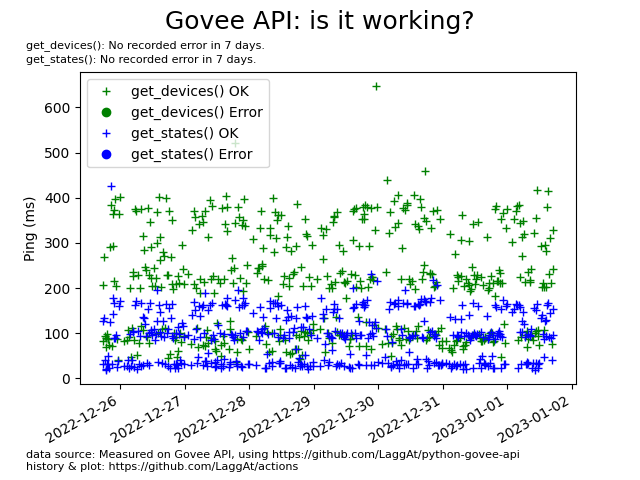 Govee API: is it working?
get_devices(): No recorded error in 7 days.
get_states(): No recorded error in 7 days.
get_devices() OK
get_devices() Error
get_states() OK
get_states() Error
Ping (ms)
600
500
400
300
200
100
0
2022-12-26
2022-12-27
2022-12-28
2022-12-29
2022-12-30
2022-12-31
2023-01-01
2023-01-02
data source: Measured on Govee API, using https://github.com/LaggAt/python-govee-api
history & plot: https://github.com/LaggAt/actions